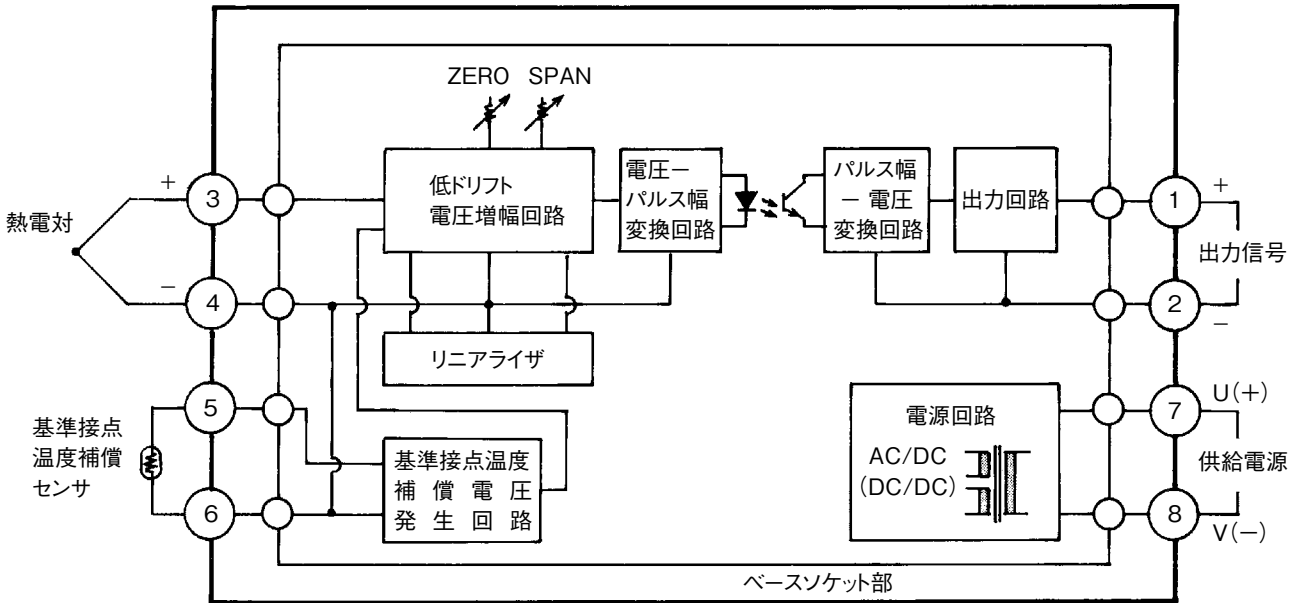 ZERO SPAN
低ドリフト
電圧増幅回路
電圧－
パルス幅
変換回路
パルス幅
－ 電圧
変換回路
出力回路
熱電対
＋
3
－
4
1
＋
出力信号
2
－
リニアライザ
基準接点
温度補償
センサ
5
6
基準接点温度
補償電圧
発生回路
電源回路
AC/DC
(DC/DC)
7
U(+)
供給電源
8
V(−)
ベースソケット部